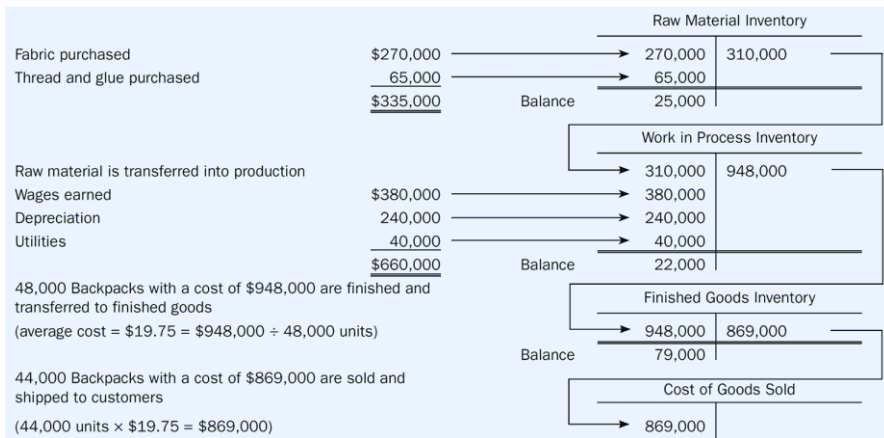 Raw Material Inventory
Fabric purchased $270,000 270,000 310,000
Thread and glue purchased 65,000 65,000
$335,000 Balance 25,000
Work in Process Inventory
Raw material is transferred into production 310,000 948,000
Wages earned $380,000 380,000
Depreciation 240,000 240,000
Utilities 40,000 40,000
$660,000 Balance 22,000
48,000 Backpacks with a cost of $948,000 are finished and
transferred to finished goods
Finished Goods Inventory
(average cost = $19.75 = $948,000 ÷ 48,000 units) 948,000 869,000
Balance 79,000
44,000 Backpacks with a cost of $869,000 are sold and
shipped to customers
Cost of Goods Sold
(44,000 units × $19.75 = $869,000) 869,000